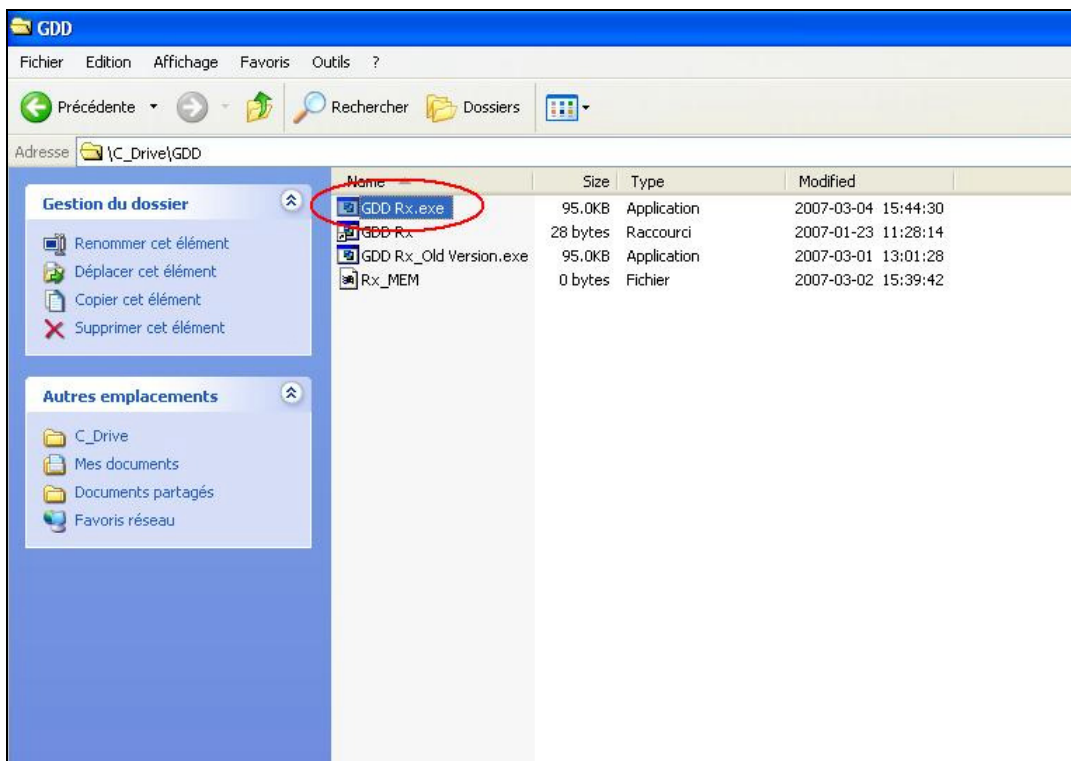 GDD
Fichier Edition Affichage Favoris Outils ?
Précédente Rechercher Dossiers
Adresse \C_Drive\GDD
Name Size Type Modified
Gestion du dossier
Renommer cet élément
Déplacer cet élément
Copier cet élément
Supprimer cet élément
Autres emplacements
C_Drive
Mes documents
Documents partagés
Favoris réseau
GDD Rx.exe 95.0KB Application 2007-03-04 15:44:30
GDD Rx 28 bytes Raccourci 2007-01-23 11:28:14
GDD Rx_Old Version.exe 95.0KB Application 2007-03-01 13:01:28
Rx_MEM 0 bytes Fichier 2007-03-02 15:39:42